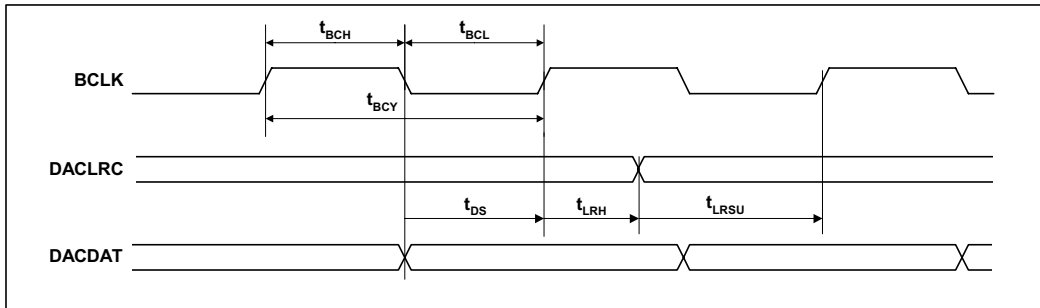 tBCH
tBCL
BCLK
tBCY
DACLRC
tDS
tLRH
tLRSU
DACDAT